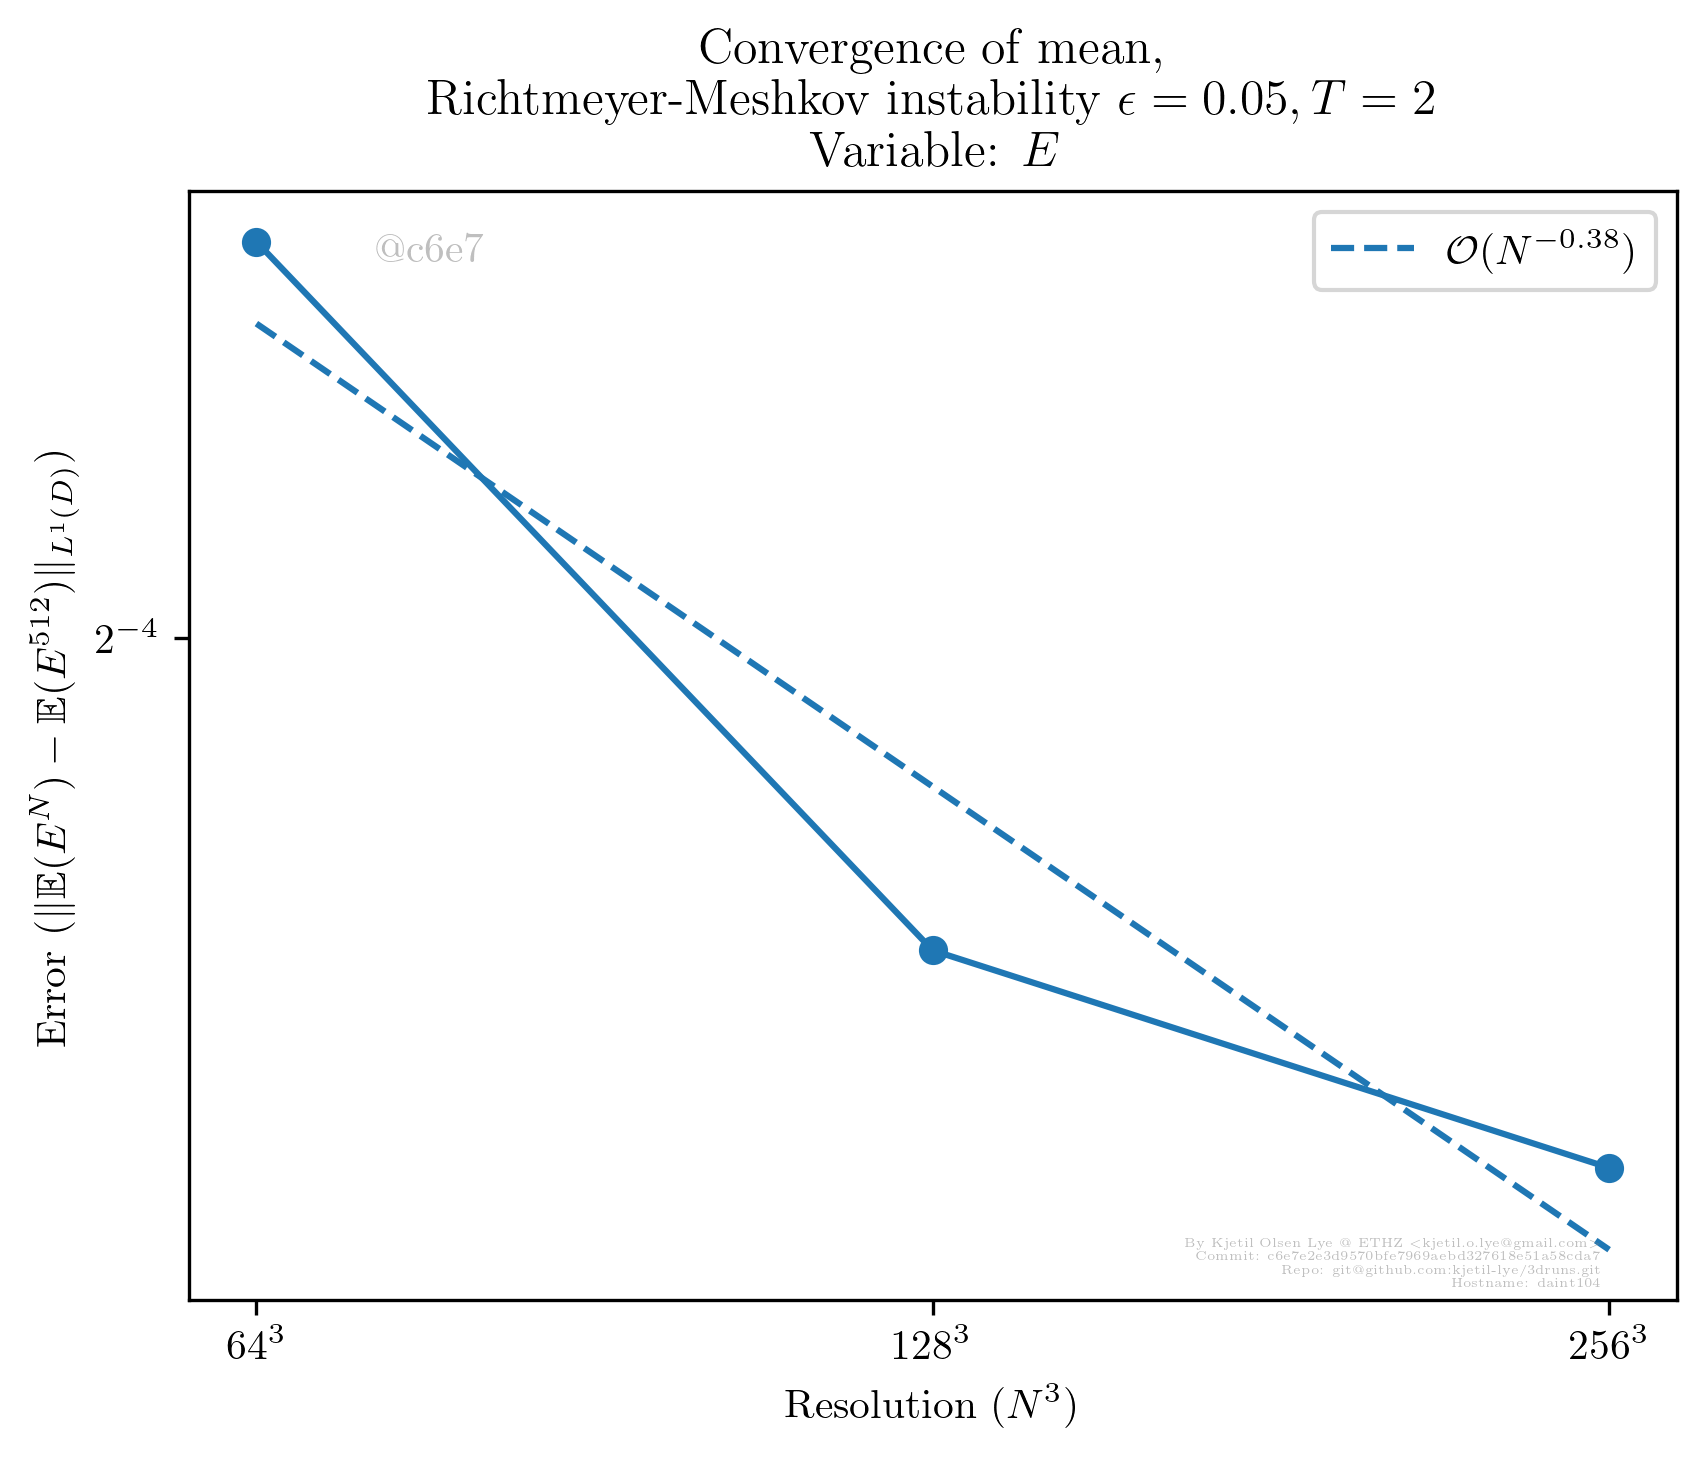 Convergence of mean,
Richtmeyer-Meshkov instability ϵ = 0.05, T = 2
Variable: E
@c6e7
𝒪(N^{-0.38})
Error (‖𝔼(E^N) − 𝔼(E^{512})‖_{L^1(D)})
2^{-4}
By Kjetil Olsen Lye @ ETHZ <kjetil.o.lye@gmail.com>
Commit: c6e7e2e3d9570bfe7969aebd327618e51a58cda7
Repo: git@github.com:kjetil-lye/3druns.git
Hostname: daint104
64^3 128^3 256^3
Resolution (N^3)